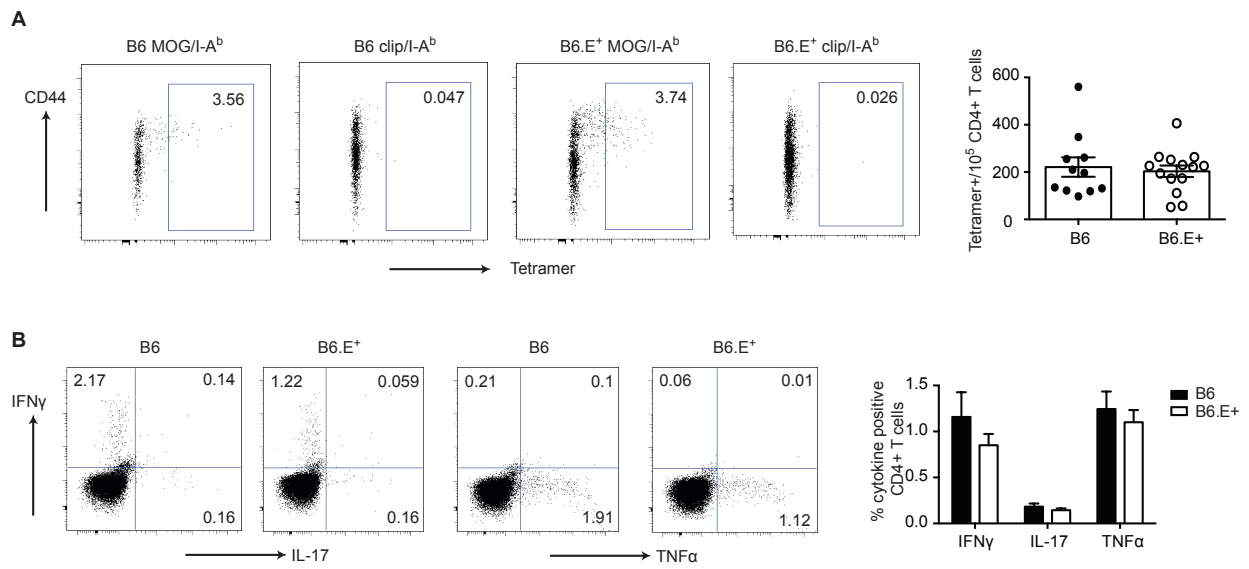 A
B6 MOG/I-Aᵇ
B6 clip/I-Aᵇ
B6.E⁺ MOG/I-Aᵇ
B6.E⁺ clip/I-Aᵇ
CD44
3.56
0.047
3.74
0.026
Tetramer
Tetramer+/10⁵ CD4+ T cells
600
400
200
0
B6
B6.E+
B
B6
B6.E⁺
B6
B6.E⁺
IFNγ
2.17
0.14
0.16
1.22
0.059
0.16
0.21
0.1
1.91
0.06
0.01
1.12
IL-17
TNFα
% cytokine positive
CD4+ T cells
1.5
1.0
0.5
0.0
IFNγ
IL-17
TNFα
B6
B6.E+